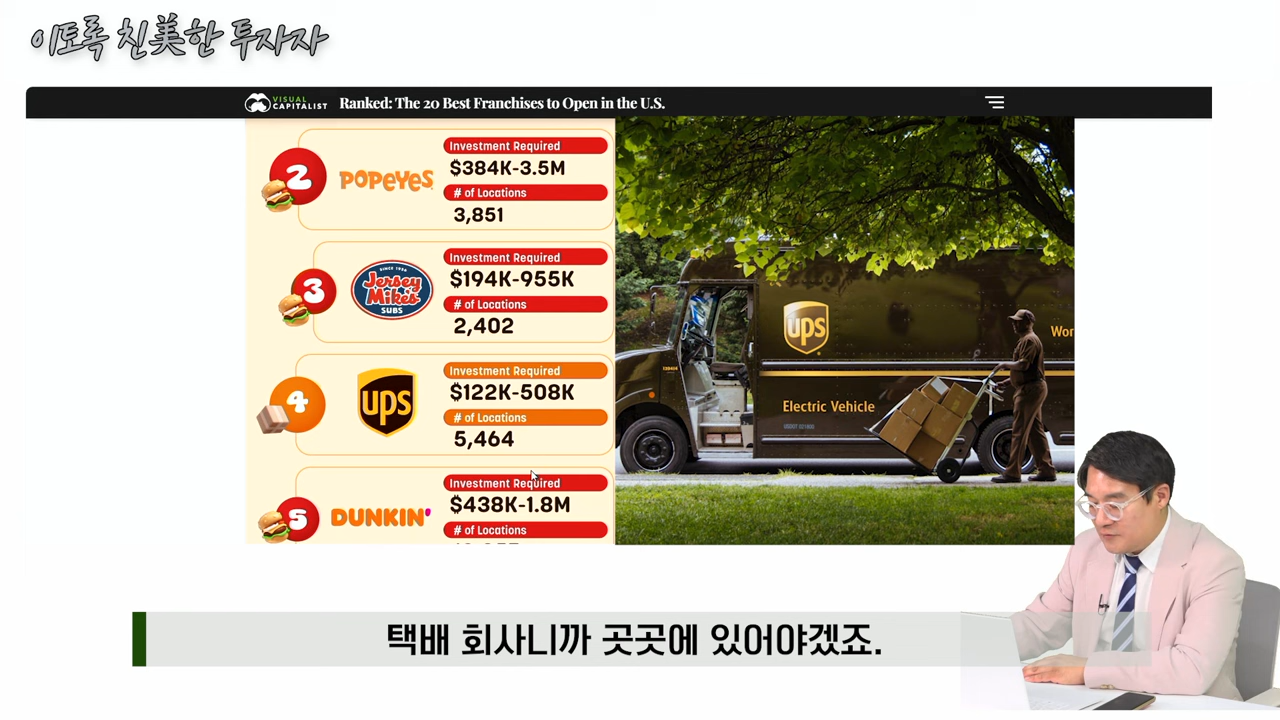 이토록 친美한 투자자
VISUAL CAPITALIST
Ranked: The 20 Best Franchises to Open in the U.S.
2
POPEYES
Investment Required
$384K-3.5M
# of Locations
3,851
3
SINCE 1956
Jersey Mike's
SUBS
Investment Required
$194K-955K
# of Locations
2,402
4
ups
Investment Required
$122K-508K
# of Locations
5,464
5
DUNKIN'
Investment Required
$438K-1.8M
# of Locations
ups
Wor
Electric Vehicle
택배 회사니까 곳곳에 있어야겠죠.